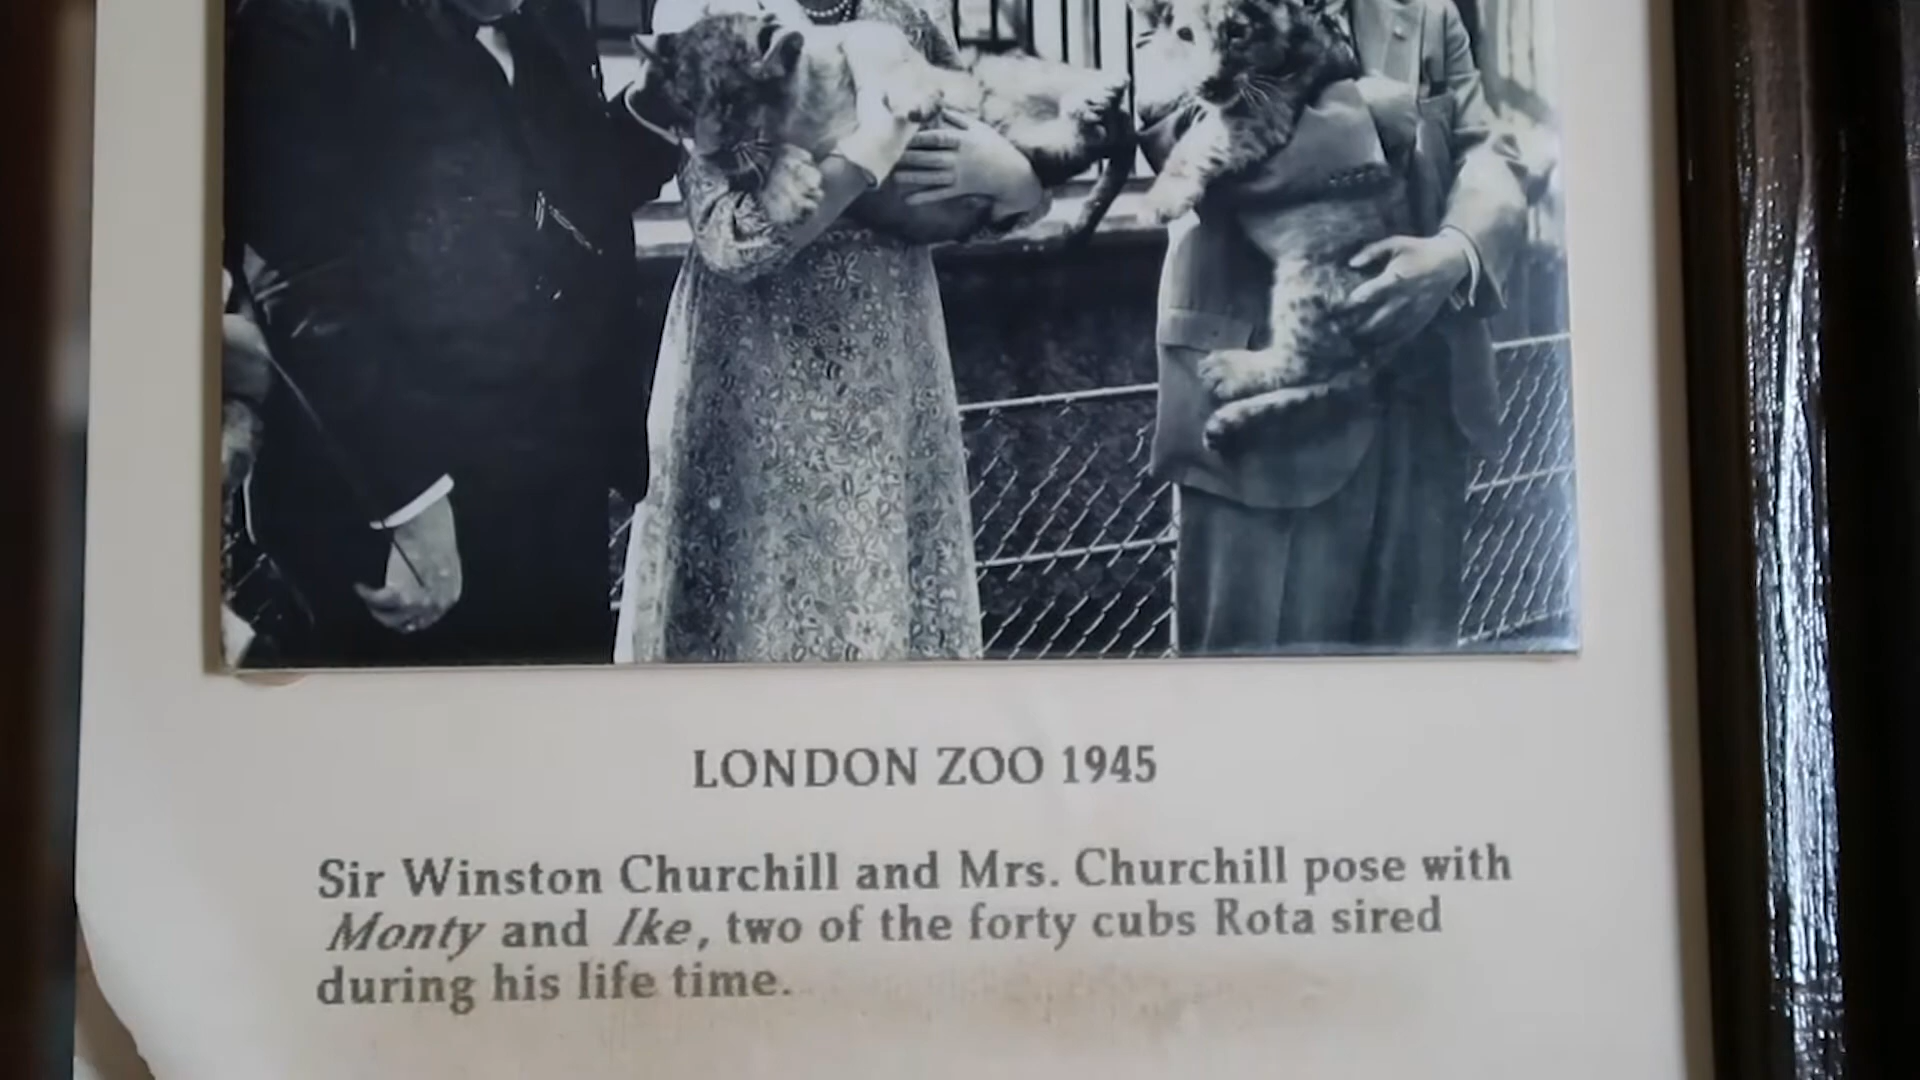 LONDON ZOO 1945
Sir Winston Churchill and Mrs. Churchill pose with
Monty and Ike, two of the forty cubs Rota sired
during his life time.